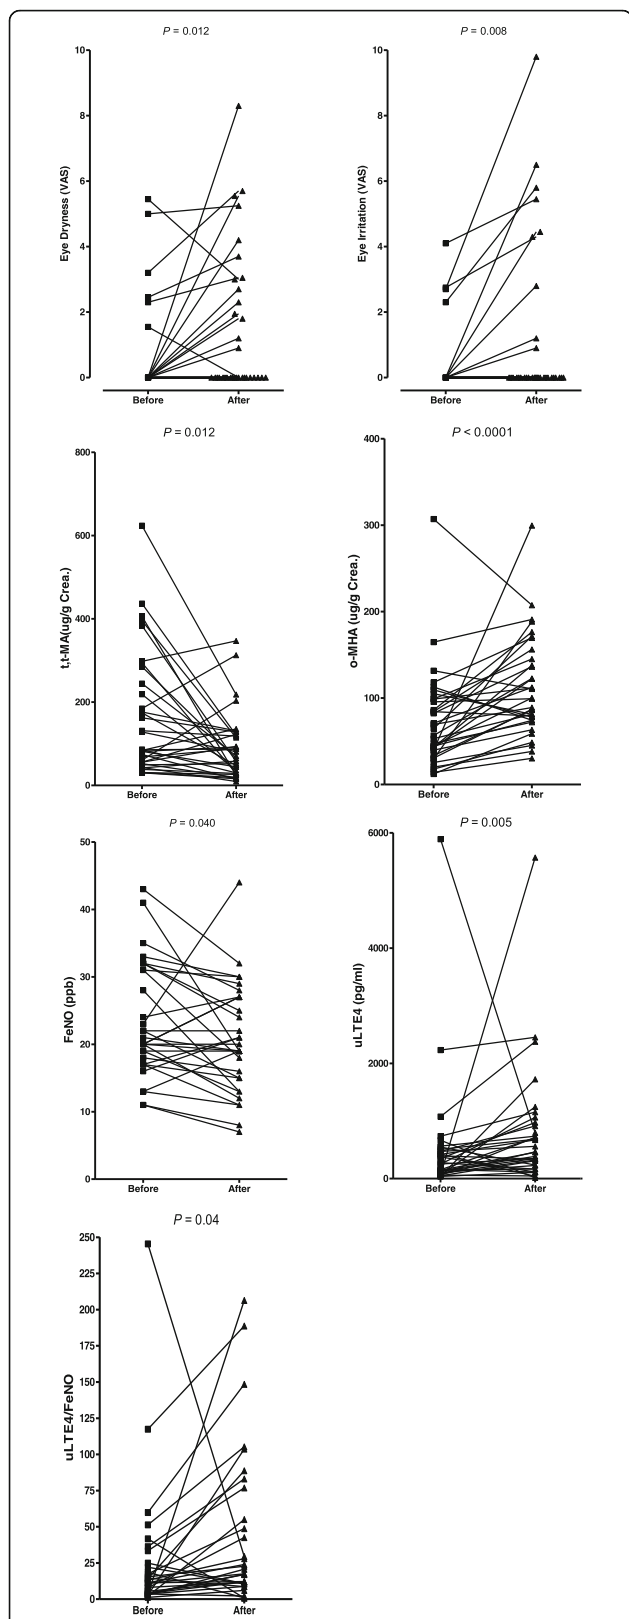 P = 0.012
10
8
6
4
2
0
Eye Dryness (VAS)
Before
After
P = 0.008
10
8
6
4
2
0
Eye Irritation (VAS)
Before
After
P = 0.012
800
600
400
200
0
t,t-MA(ug/g Crea.)
Before
After
P < 0.0001
400
300
200
100
0
o-MHA (ug/g Crea.)
Before
After
P = 0.040
50
40
30
20
10
0
FeNO (ppb)
Before
After
P = 0.005
6000
4000
2000
0
uLTE4 (pg/ml)
Before
After
P = 0.04
250
225
200
175
150
125
100
75
50
25
0
uLTE4/FeNO
Before
After